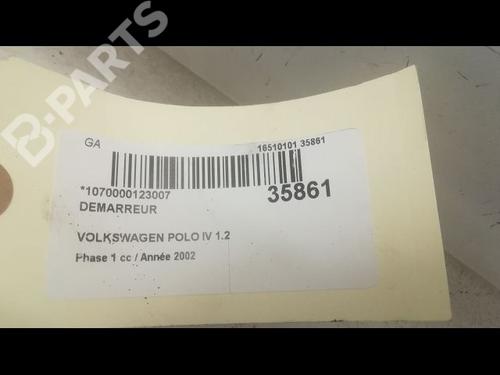 B-PARTS
GA
16510101 35861
*1070000123007
35861
DEMARREUR
VOLKSWAGEN POLO IV 1.2
Phase 1 cc / Année 2002